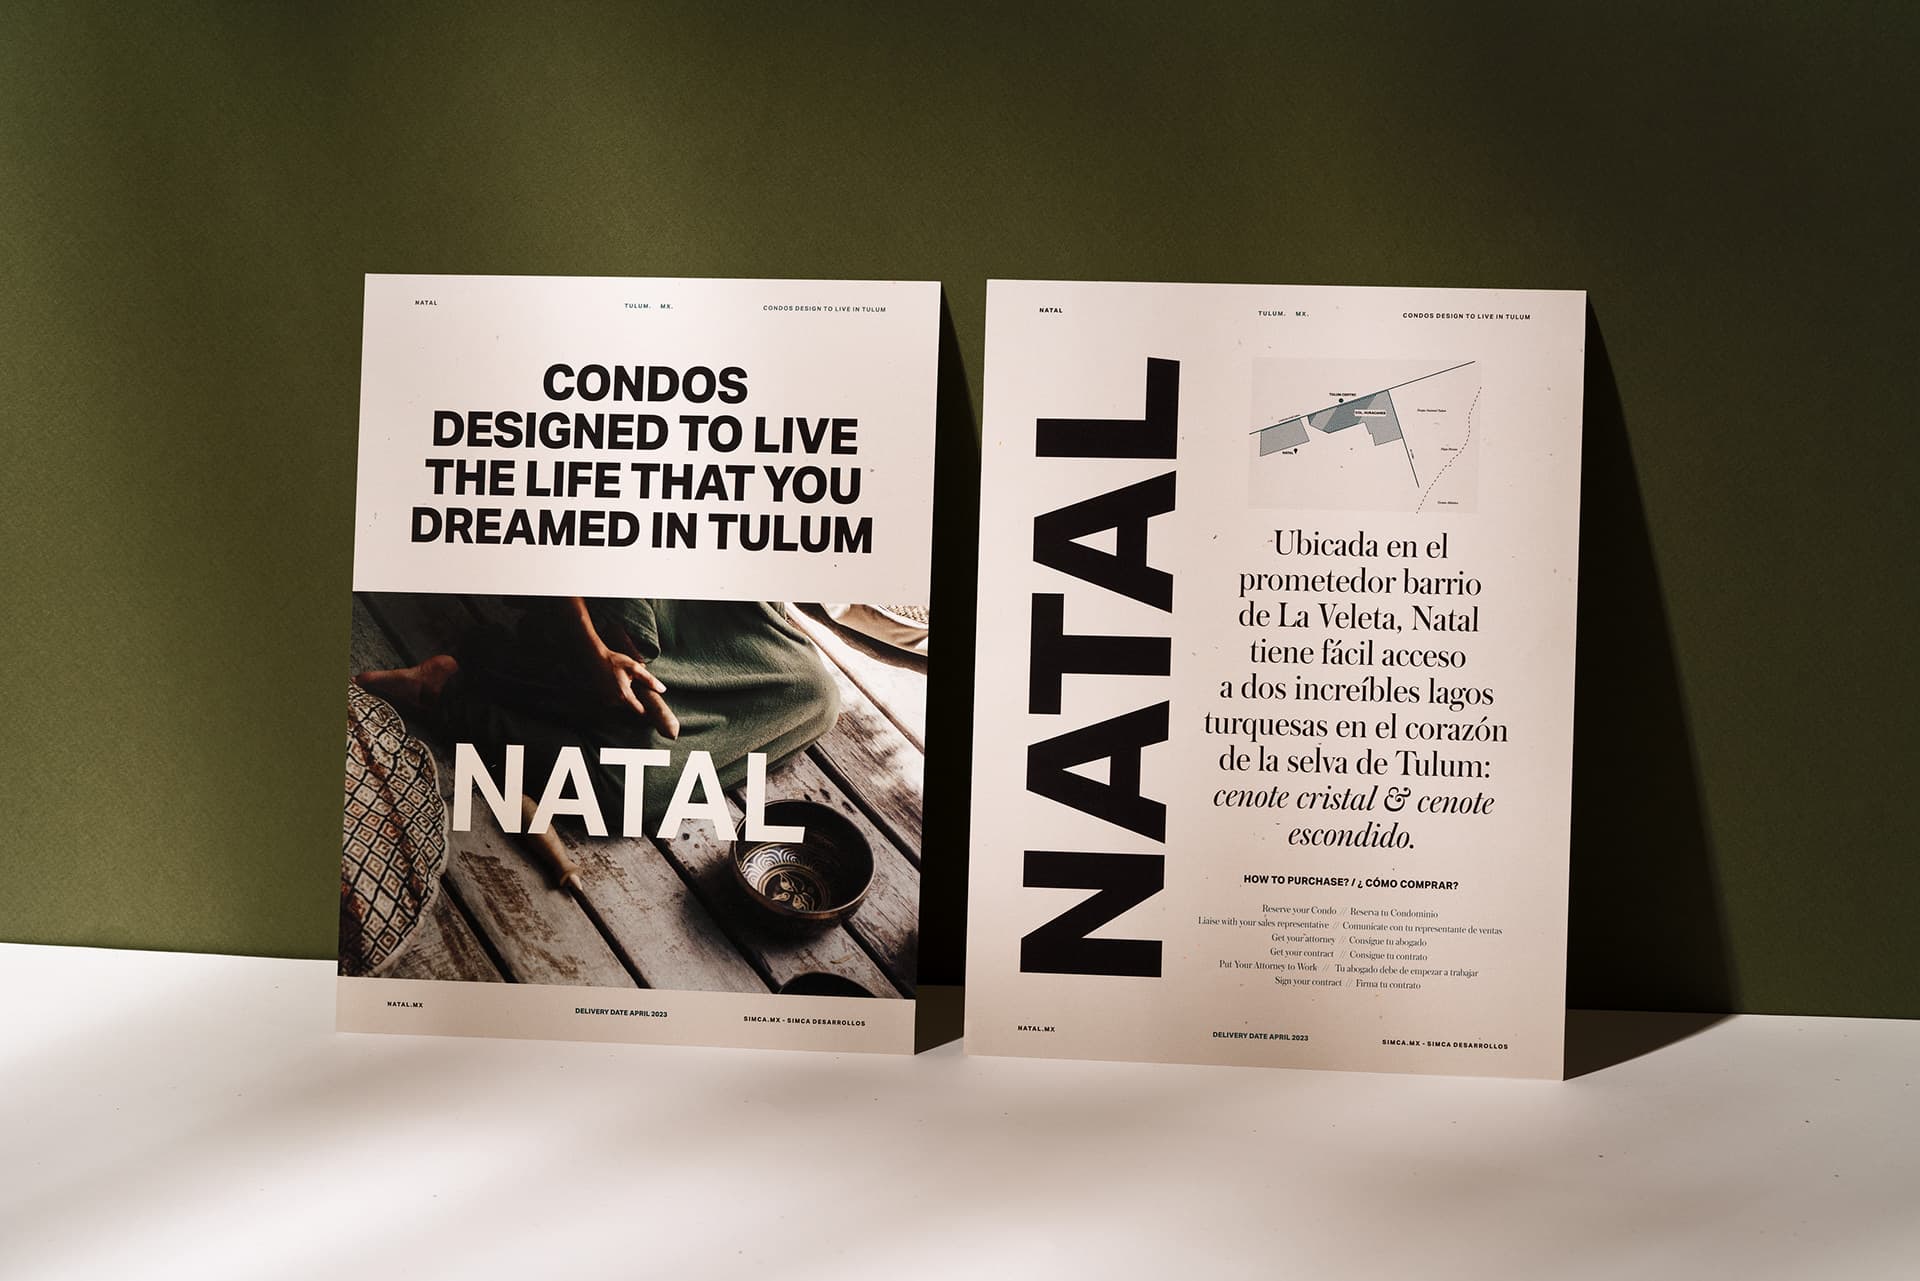 NATAL
TULUM. MX.
CONDOS DESIGN TO LIVE IN TULUM
CONDOS
DESIGNED TO LIVE
THE LIFE THAT YOU
DREAMED IN TULUM
NATAL
NATAL.MX
DELIVERY DATE APRIL 2023
SIMCA.MX - SIMCA DESARROLLOS
NATAL
TULUM. MX.
CONDOS DESIGN TO LIVE IN TULUM
NATAL
TULUM CENTRO
COL. HURACANES
NATAL
Ubicada en el
prometedor barrio
de La Veleta, Natal
tiene fácil acceso
a dos increíbles lagos
turquesas en el corazón
de la selva de Tulum:
cenote cristal & cenote
escondido.
HOW TO PURCHASE? / ¿ CÓMO COMPRAR?
Reserve your Condo // Reserva tu Condominio
Liaise with your sales representative // Comunícate con tu representante de ventas
Get your attorney // Consigue tu abogado
Get your contract // Consigue tu contrato
Put Your Attorney to Work // Tu abogado debe de empezar a trabajar
Sign your contract // Firma tu contrato
NATAL.MX
DELIVERY DATE APRIL 2023
SIMCA.MX - SIMCA DESARROLLOS